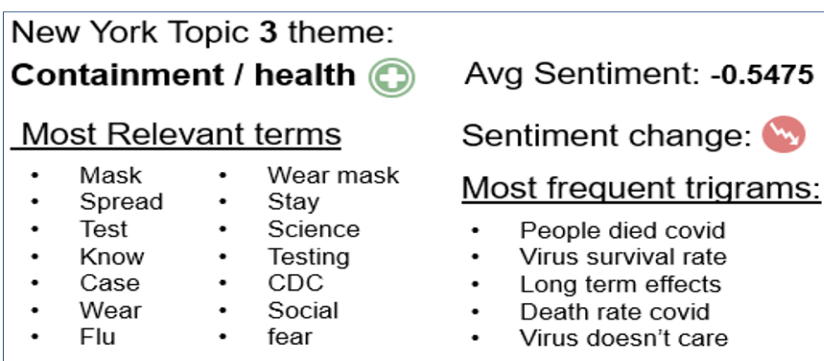 New York Topic 3 theme:
Containment / health
Avg Sentiment: -0.5475
Sentiment change:
Most Relevant terms
• Mask
• Spread
• Test
• Know
• Case
• Wear
• Flu
• Wear mask
• Stay
• Science
• Testing
• CDC
• Social
• fear
Most frequent trigrams:
• People died covid
• Virus survival rate
• Long term effects
• Death rate covid
• Virus doesn't care